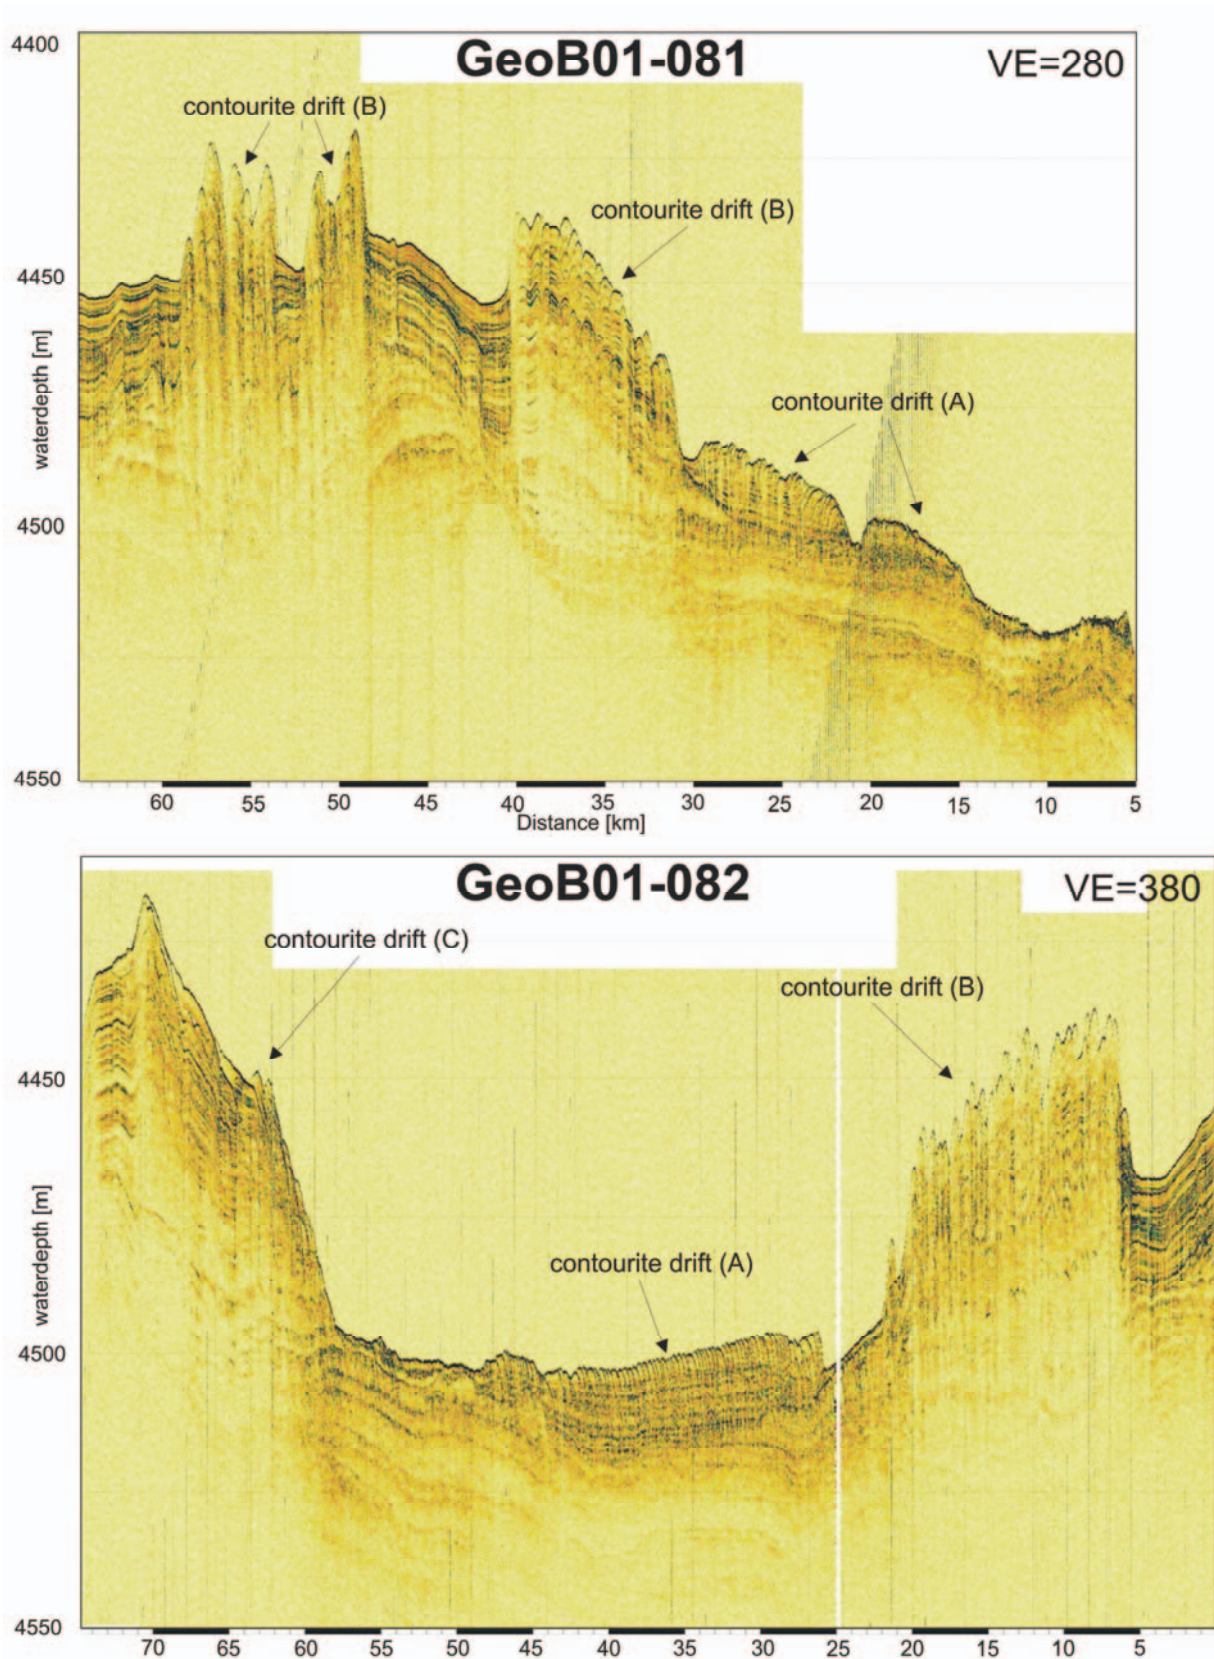 GeoB01-081
VE=280
4400
contourite drift (B)
contourite drift (B)
4450
waterdepth [m]
contourite drift (A)
4500
4550
60 55 50 45 40 35 30 25 20 15 10 5
Distance [km]
GeoB01-082
VE=380
contourite drift (C)
contourite drift (B)
4450
waterdepth [m]
contourite drift (A)
4500
4550
70 65 60 55 50 45 40 35 30 25 20 15 10 5